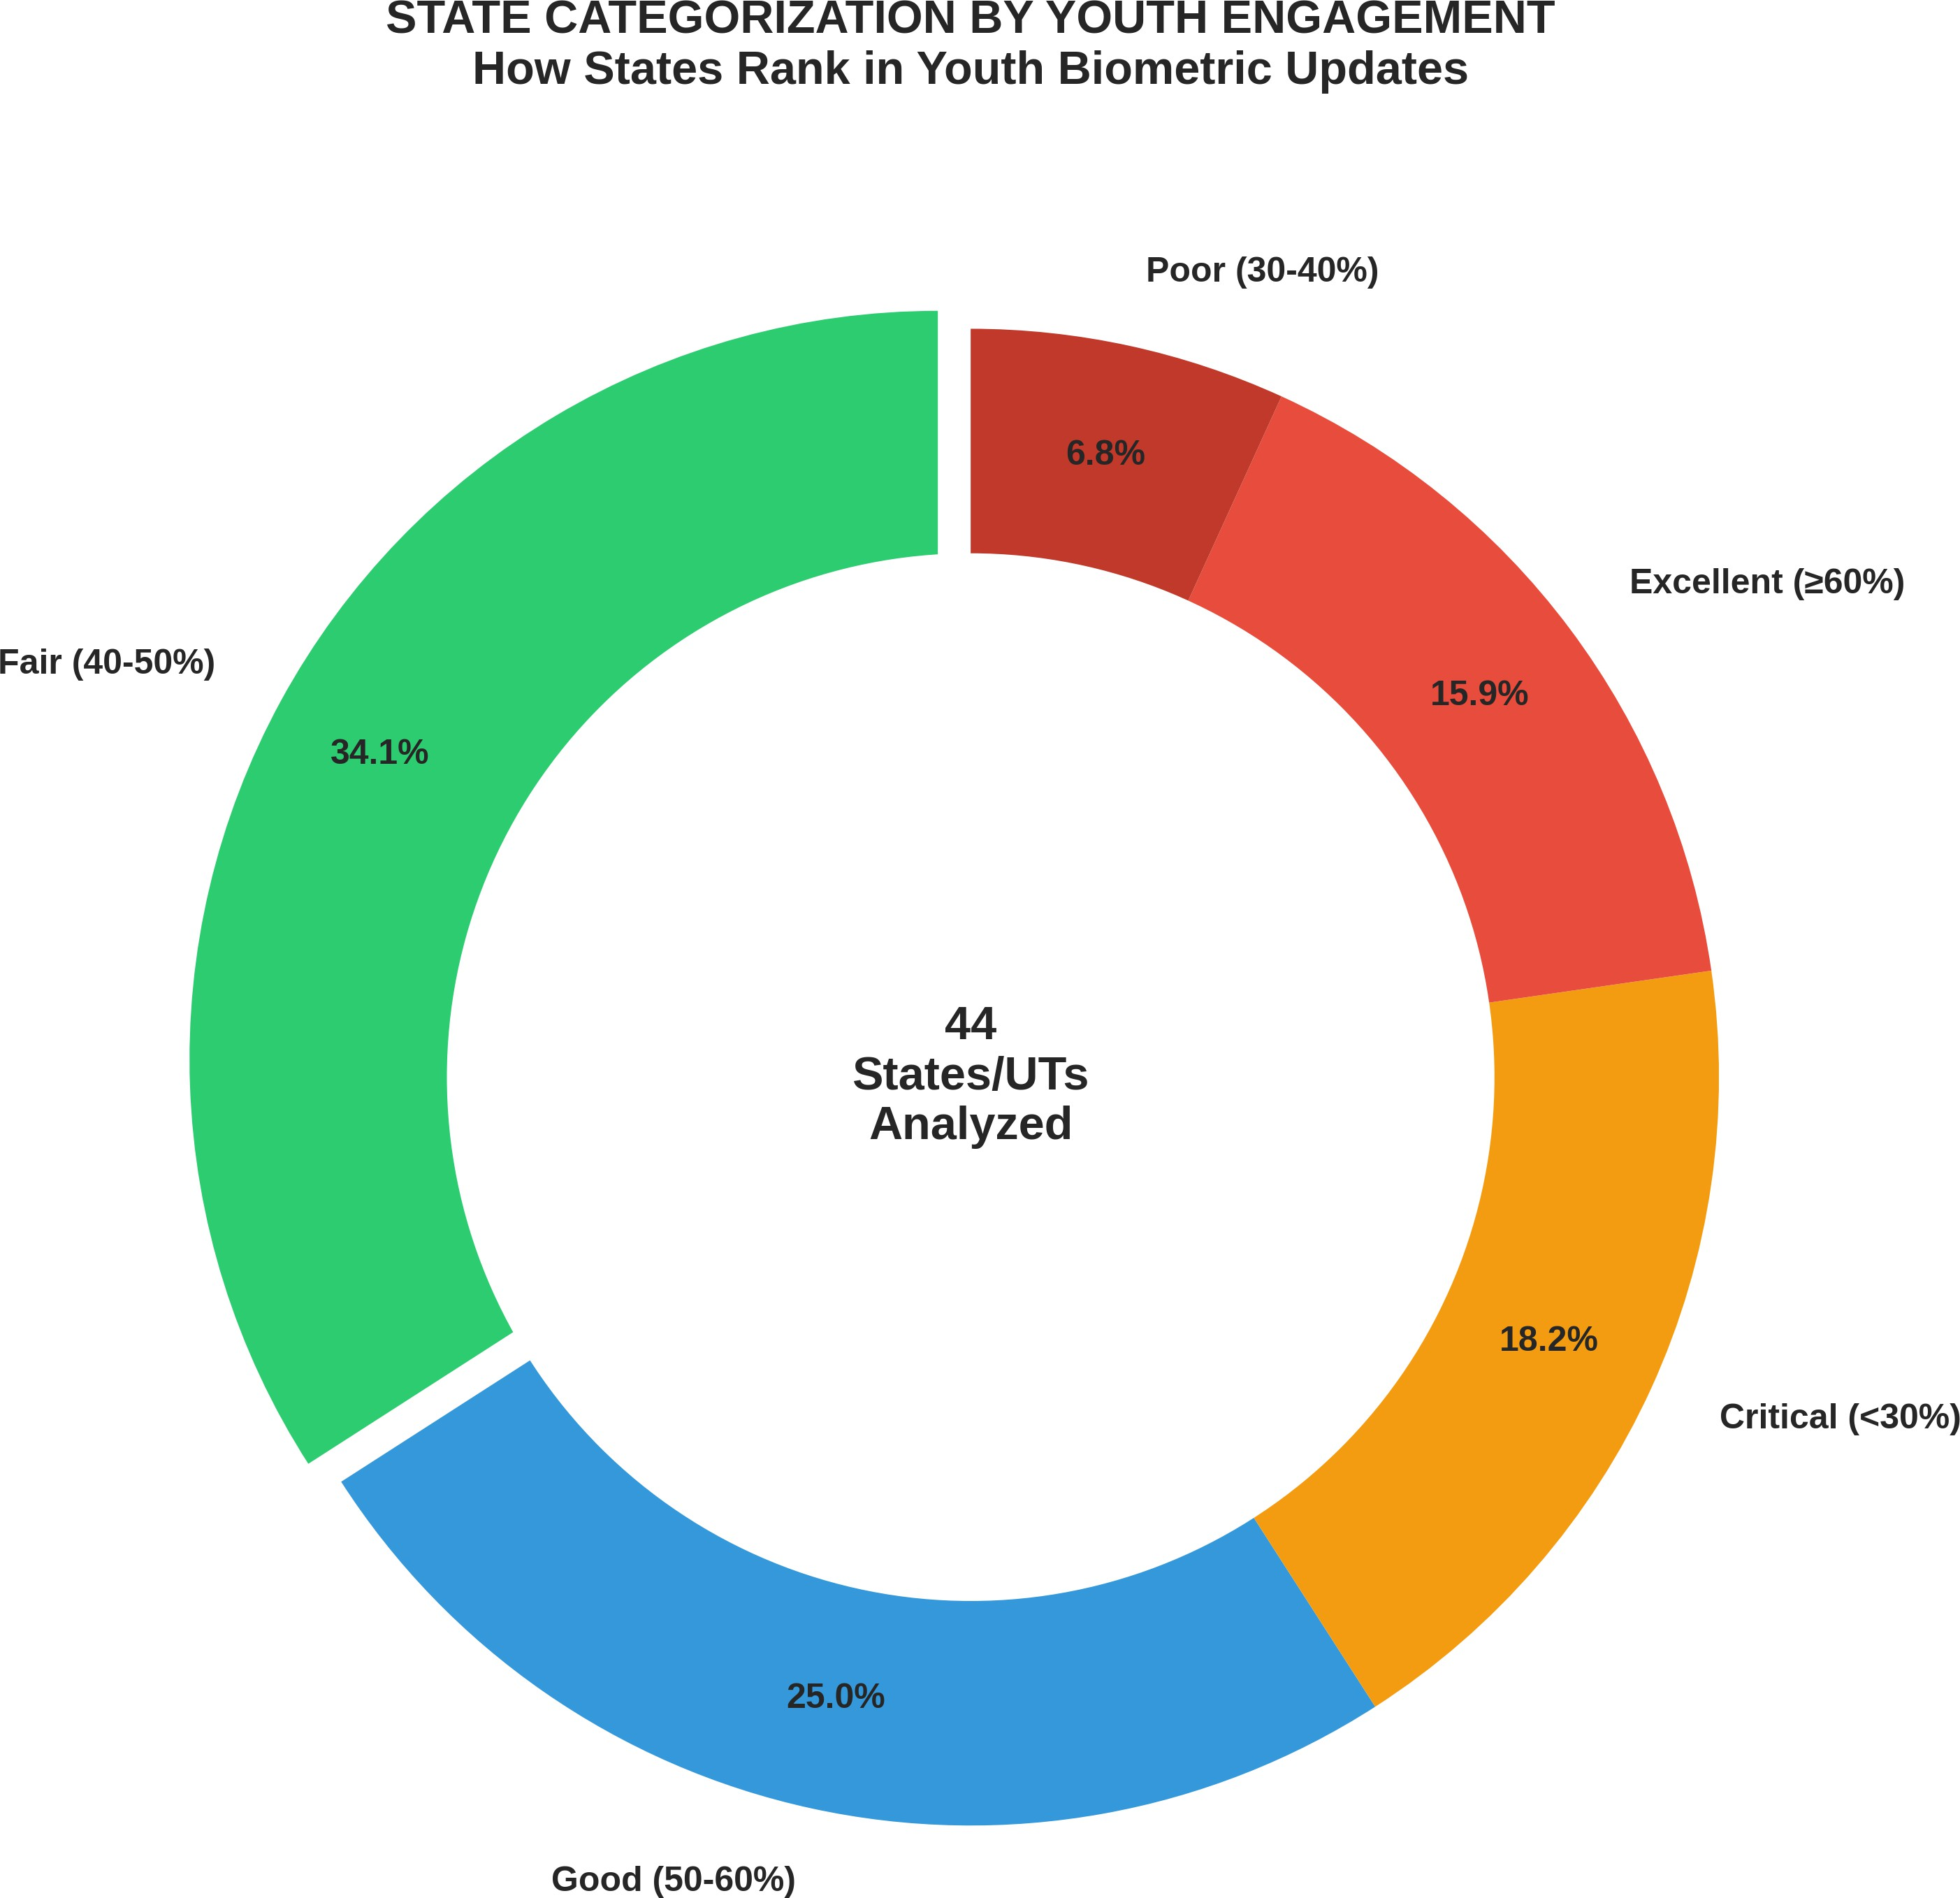 STATE CATEGORIZATION BY YOUTH ENGAGEMENT
How States Rank in Youth Biometric Updates
Poor (30-40%)
6.8%
Excellent (≥60%)
15.9%
Fair (40-50%)
34.1%
44
States/UTs
Analyzed
18.2%
Critical (<30%)
25.0%
Good (50-60%)